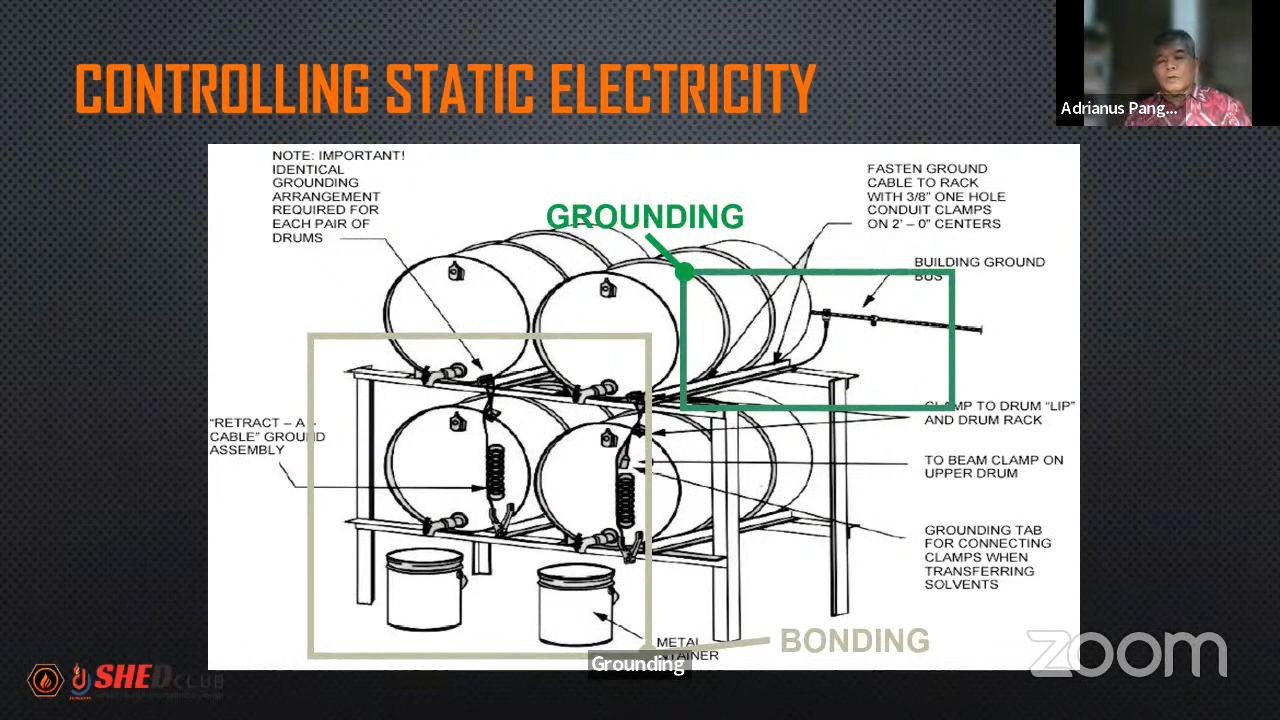 CONTROLLING STATIC ELECTRICITY
Adrianus Pang...
NOTE: IMPORTANT!
IDENTICAL
GROUNDING
ARRANGEMENT
REQUIRED FOR
EACH PAIR OF
DRUMS
GROUNDING
FASTEN GROUND
CABLE TO RACK
WITH 3/8" ONE HOLE
CONDUIT CLAMPS
ON 2' – 0" CENTERS
BUILDING GROUND
BUS
"RETRACT – A –
CABLE" GROUND
ASSEMBLY
CLAMP TO DRUM "LIP"
AND DRUM RACK
TO BEAM CLAMP ON
UPPER DRUM
GROUNDING TAB
FOR CONNECTING
CLAMPS WHEN
TRANSFERRING
SOLVENTS
METAL
BONDING
Grounding
SHED CLUB
zoom